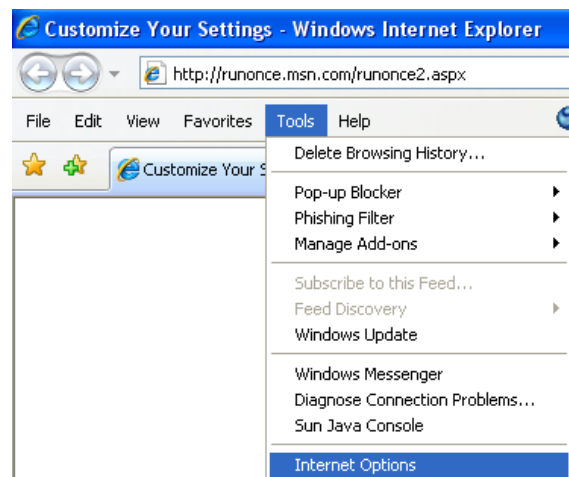 Customize Your Settings - Windows Internet Explorer
http://runonce.msn.com/runonce2.aspx
File Edit View Favorites Tools Help
Customize Your S
Delete Browsing History...
Pop-up Blocker
Phishing Filter
Manage Add-ons
Subscribe to this Feed...
Feed Discovery
Windows Update
Windows Messenger
Diagnose Connection Problems...
Sun Java Console
Internet Options